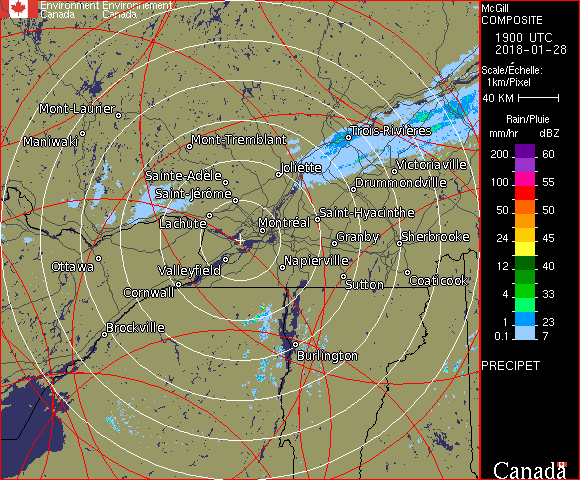 Environment Environnement
Canada Canada
McGill
COMPOSITE
1900 UTC
2018-01-28
Scale/Échelle:
1km/Pixel
40 KM
Rain/Pluie
mm/hr dBZ
200 60
150 57
100 55
50 50
24 45
12 40
4 33
1 23
0.1 7
PRECIPET
Mont-Laurier
Maniwaki
Mont-Tremblant
Trois-Rivières
Joliette
Victoriaville
Sainte-Adèle
Drummondville
Saint-Jérôme
Lachute
Saint-Hyacinthe
Montréal
Granby
Sherbrooke
Ottawa
Valleyfield
Napierville
Cornwall
Sutton
Coaticook
Brockville
Burlington
Canada